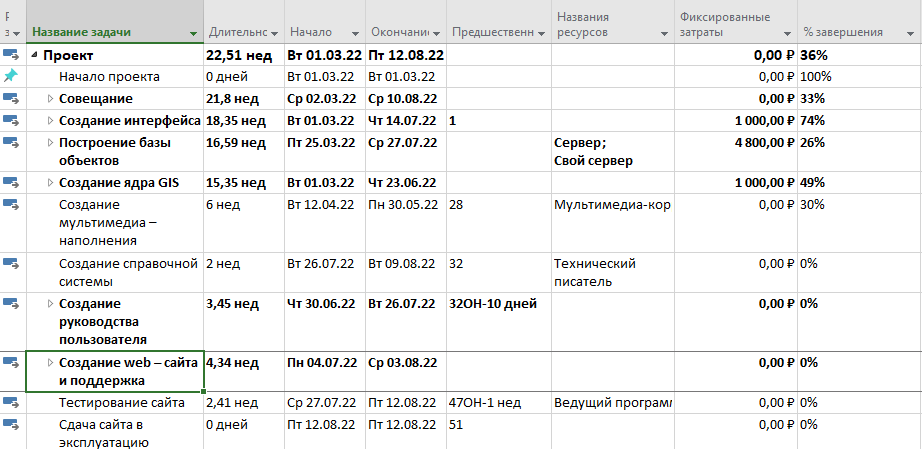 Р
з
Название задачи
Длительнс
Начало
Окончание
Предшественн
Названия
ресурсов
Фиксированные
затраты
% завершения
Проект 22,51 нед Вт 01.03.22 Пт 12.08.22 0,00 ₽ 36%
Начало проекта 0 дней Вт 01.03.22 Вт 01.03.22 0,00 ₽ 100%
Совещание 21,8 нед Ср 02.03.22 Ср 10.08.22 0,00 ₽ 33%
Создание интерфейса 18,35 нед Вт 01.03.22 Чт 14.07.22 1 1 000,00 ₽ 74%
Построение базы 16,59 нед Пт 25.03.22 Ср 27.07.22 Сервер; 4 800,00 ₽ 26%
объектов Свой сервер
Создание ядра GIS 15,35 нед Вт 01.03.22 Чт 23.06.22 1 000,00 ₽ 49%
Создание 6 нед Вт 12.04.22 Пн 30.05.22 28 Мультимедиа-кор 0,00 ₽ 30%
мультимедиа –
наполнения
Создание справочной 2 нед Вт 26.07.22 Вт 09.08.22 32 Технический 0,00 ₽ 0%
системы писатель
Создание 3,45 нед Чт 30.06.22 Вт 26.07.22 32ОН-10 дней 0,00 ₽ 0%
руководства
пользователя
Создание web – сайта 4,34 нед Пн 04.07.22 Ср 03.08.22 0,00 ₽ 0%
и поддержка
Тестирование сайта 2,41 нед Ср 27.07.22 Пт 12.08.22 47ОН-1 нед Ведущий программ 0,00 ₽ 0%
Сдача сайта в 0 дней Пт 12.08.22 Пт 12.08.22 51 0,00 ₽ 0%
эксплуатацию